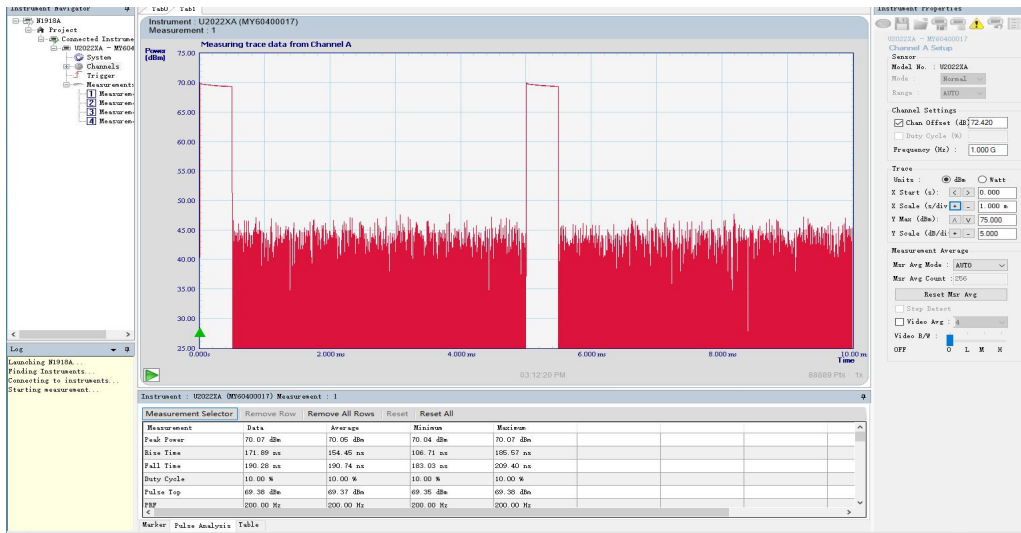 Instrument Navigator
N1918A
Project
Connected Instrume
U2022XA - MY604
System
Channels
Trigger
Measurement:
1 Measurem
2 Measurem
3 Measurem
4 Measurem
Log
Launching N1918A...
Finding Instruments...
Connecting to instruments...
Starting measurement...
Tab0 Tab1
Instrument : U2022XA (MY60400017)
Measurement : 1
Power
[dBm]
Measuring trace data from Channel A
75.00
70.00
65.00
60.00
55.00
50.00
45.00
40.00
35.00
30.00
25.00
0.000s 2.000 ms 4.000 ms 6.000 ms 8.000 ms 10.00 m
Time
03:12:20 PM 88889 Pts 1x
Instrument : U2022XA (MY60400017) Measurement : 1
Measurement Selector Remove Row Remove All Rows Reset Reset All
Measurement Data Average Minimum Maximum
Peak Power 70.07 dBm 70.05 dBm 70.04 dBm 70.07 dBm
Rise Time 171.89 ns 154.45 ns 106.71 ns 185.57 ns
Fall Time 190.28 ns 190.74 ns 183.03 ns 209.40 ns
Duty Cycle 10.00 % 10.00 % 10.00 % 10.00 %
Pulse Top 69.38 dBm 69.37 dBm 69.35 dBm 69.38 dBm
PRF 200.00 Hz 200.00 Hz 200.00 Hz 200.00 Hz
Marker Pulse Analysis Table
Instrument Properties
U2022XA - MY60400017
Channel A Setup
Sensor
Model No. : U2022XA
Mode : Normal
Range : AUTO
Channel Settings
Chan Offset (dB) 72.420
Duty Cycle (%) :
Frequency (Hz) : 1.000 G
Trace
Units : dBm Watt
X Start (s): < > 0.000
X Scale (s/div + - 1.000 m
Y Max (dBm): 75.000
Y Scale (dB/di + - 5.000
Measurement Average
Msr Avg Mode : AUTO
Msr Avg Count : 256
Reset Msr Avg
Step Detect
Video Avg : 4
Video B/W :
OFF O L M H